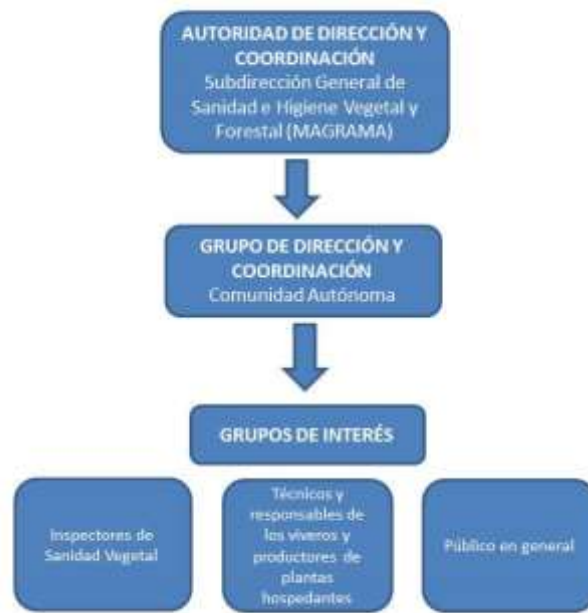 AUTORIDAD DE DIRECCIÓN Y
COORDINACIÓN
Subdirección General de
Sanidad e Higiene Vegetal y
Forestal (MAGRAMA)
GRUPO DE DIRECCIÓN Y
COORDINACIÓN
Comunidad Autónoma
GRUPOS DE INTERÉS
Inspectores de
Sanidad Vegetal
Técnicos y
responsables de
los viveros y
productores de
plantas
hospedantes
Público en general